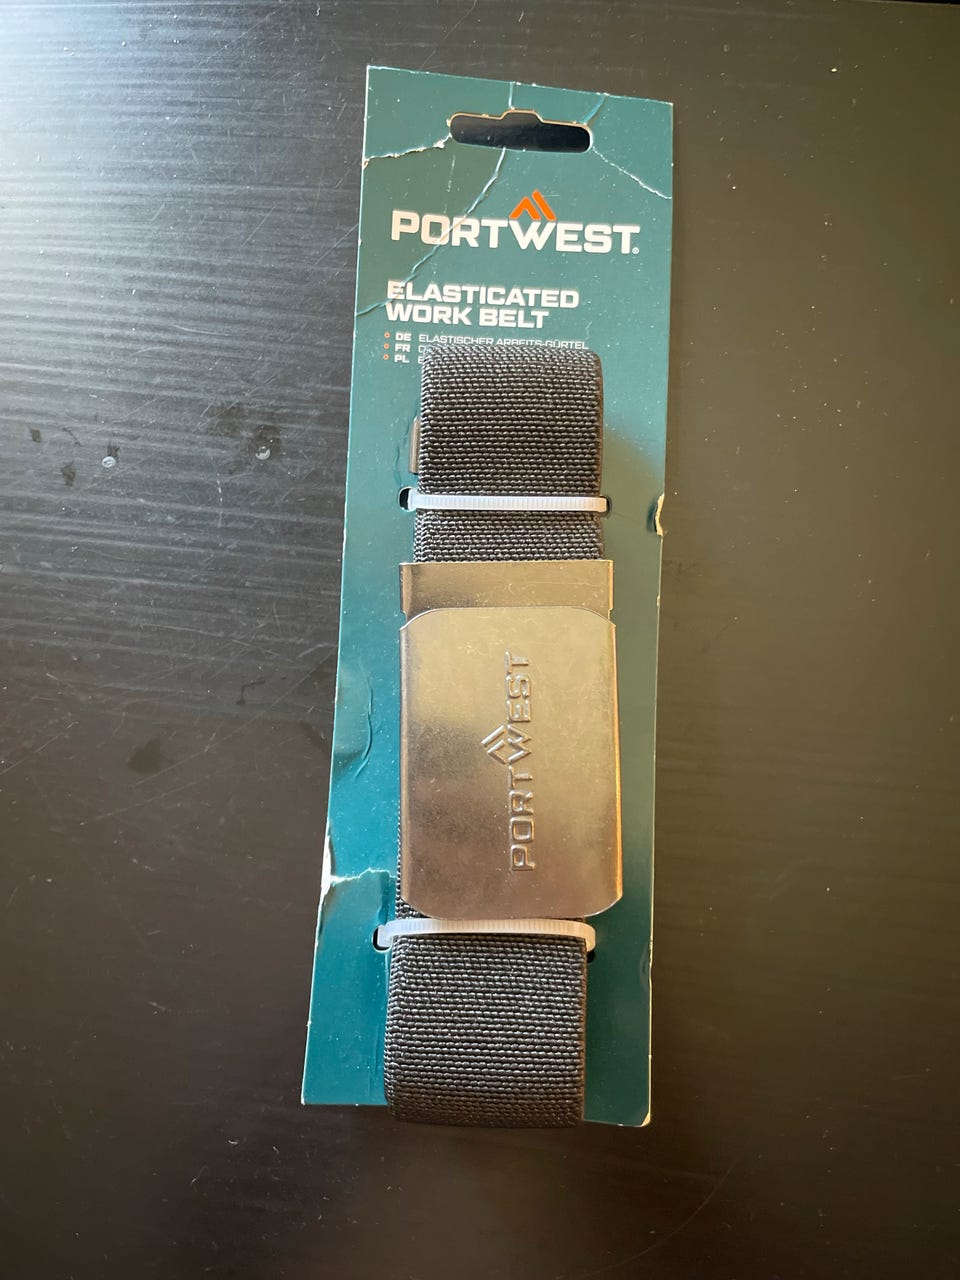 PORTWEST®
ELASTICATED
WORK BELT
DE ELASTISCHER ARBEITS-GÜRTEL
FR
PL
PORTWEST